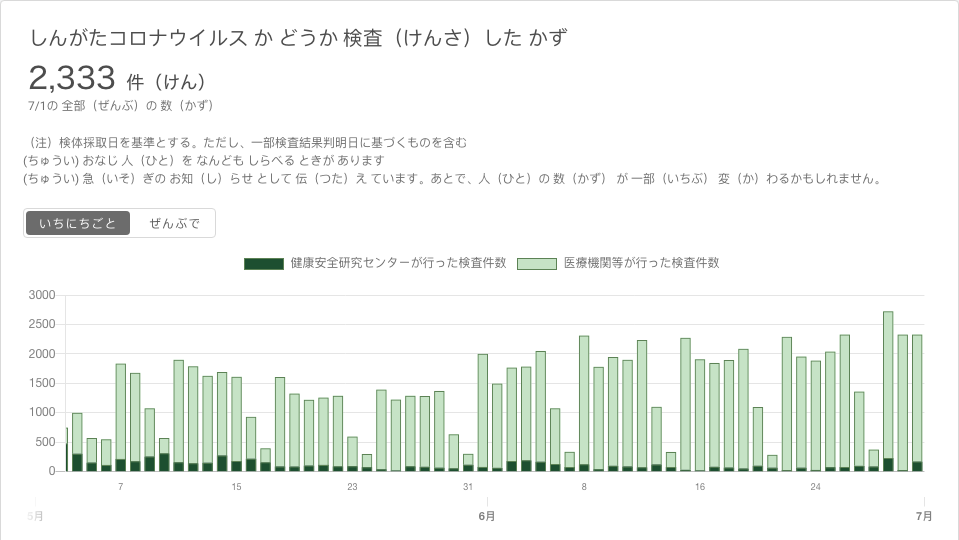 しんがたコロナウイルス か どうか 検査（けんさ）した かず
2,333 件（けん）
7/1の 全部（ぜんぶ）の 数（かず）
（注）検体採取日を基準とする。ただし、一部検査結果判明日に基づくものを含む
(ちゅうい) おなじ 人（ひと）を なんども しらべる ときが あります
(ちゅうい) 急（いそ）ぎの お知（し）らせ として 伝（つた）え ています。あとで、人（ひと）の 数（かず） が 一部（いちぶ） 変（か）わるかもしれません。
いちにちごと ぜんぶで
健康安全研究センターが行った検査件数 医療機関等が行った検査件数
3000
2500
2000
1500
1000
500
0
7 15 23 31 8 16 24
5月 6月 7月